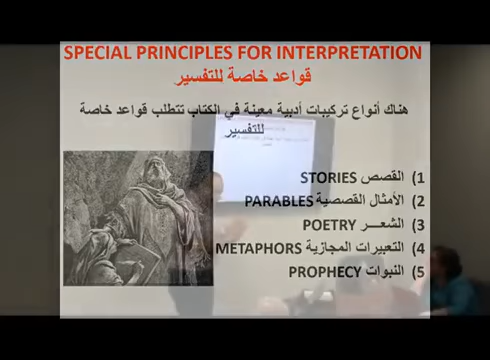 SPECIAL PRINCIPLES FOR INTERPRETATION
قواعد خاصة للتفسير
هناك أنواع تركيبات أدبية معينة في الكتاب تتطلب قواعد خاصة
للتفسير
1) القصص STORIES
2) الأمثال القصصية PARABLES
3) الشعـــر POETRY
4) التعبيرات المجازية METAPHORS
5) النبوات PROPHECY